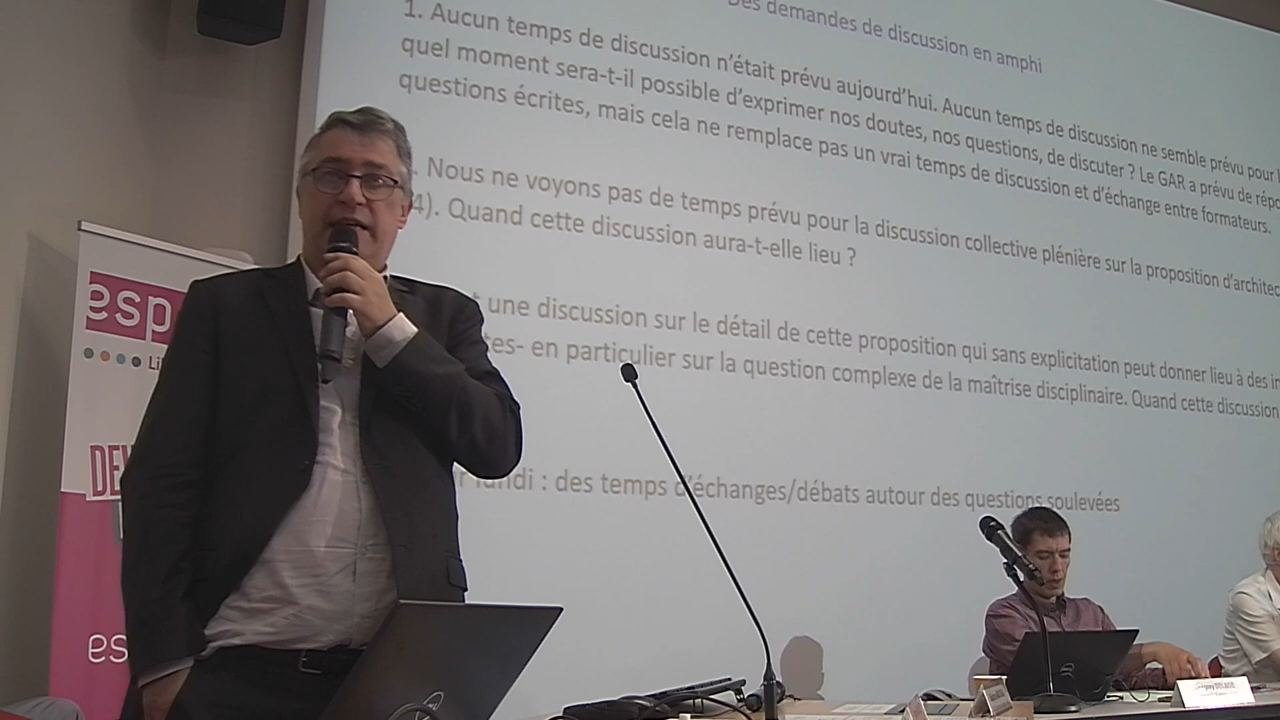 Des demandes de discussion en amphi
1. Aucun temps de discussion n'était prévu aujourd'hui. Aucun temps de discussion ne semble prévu pour
quel moment sera-t-il possible d'exprimer nos doutes, nos questions, de discuter ? Le GAR a prévu de répo
questions écrites, mais cela ne remplace pas un vrai temps de discussion et d'échange entre formateurs.
. Nous ne voyons pas de temps prévu pour la discussion collective plénière sur la proposition d'architec
4). Quand cette discussion aura-t-elle lieu ?
une discussion sur le détail de cette proposition qui sans explicitation peut donner lieu à des in
tes- en particulier sur la question complexe de la maîtrise disciplinaire. Quand cette discussion
r lundi : des temps d'échanges/débats autour des questions soulevées
esp
Lil
DEV
esp
DELL